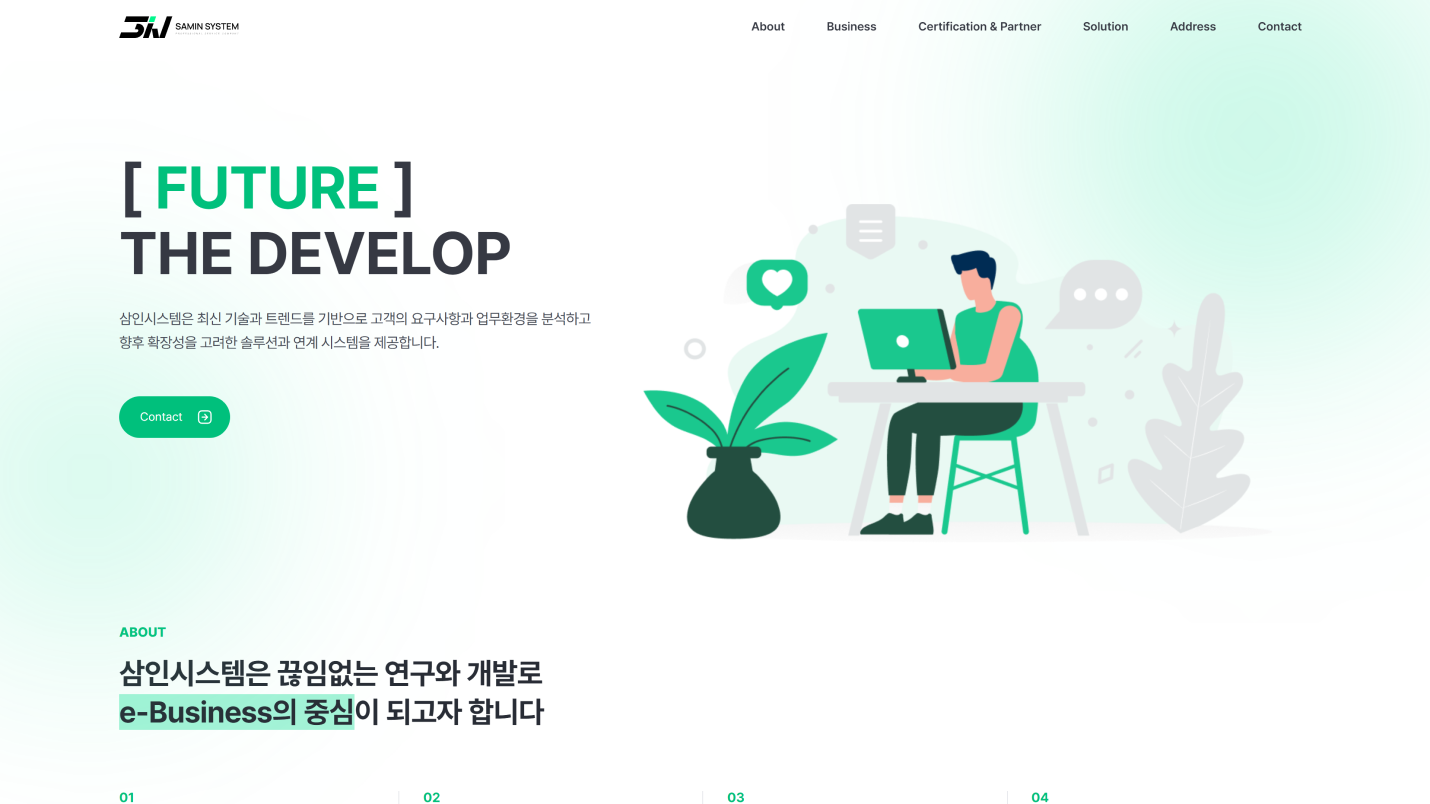 SAMIN SYSTEM
About
Business
Certification & Partner
Solution
Address
Contact
[ FUTURE ]
THE DEVELOP
삼인시스템은 최신 기술과 트렌드를 기반으로 고객의 요구사항과 업무환경을 분석하고
향후 확장성을 고려한 솔루션과 연계 시스템을 제공합니다.
Contact
ABOUT
삼인시스템은 끊임없는 연구와 개발로
e-Business의 중심이 되고자 합니다
01
02
03
04